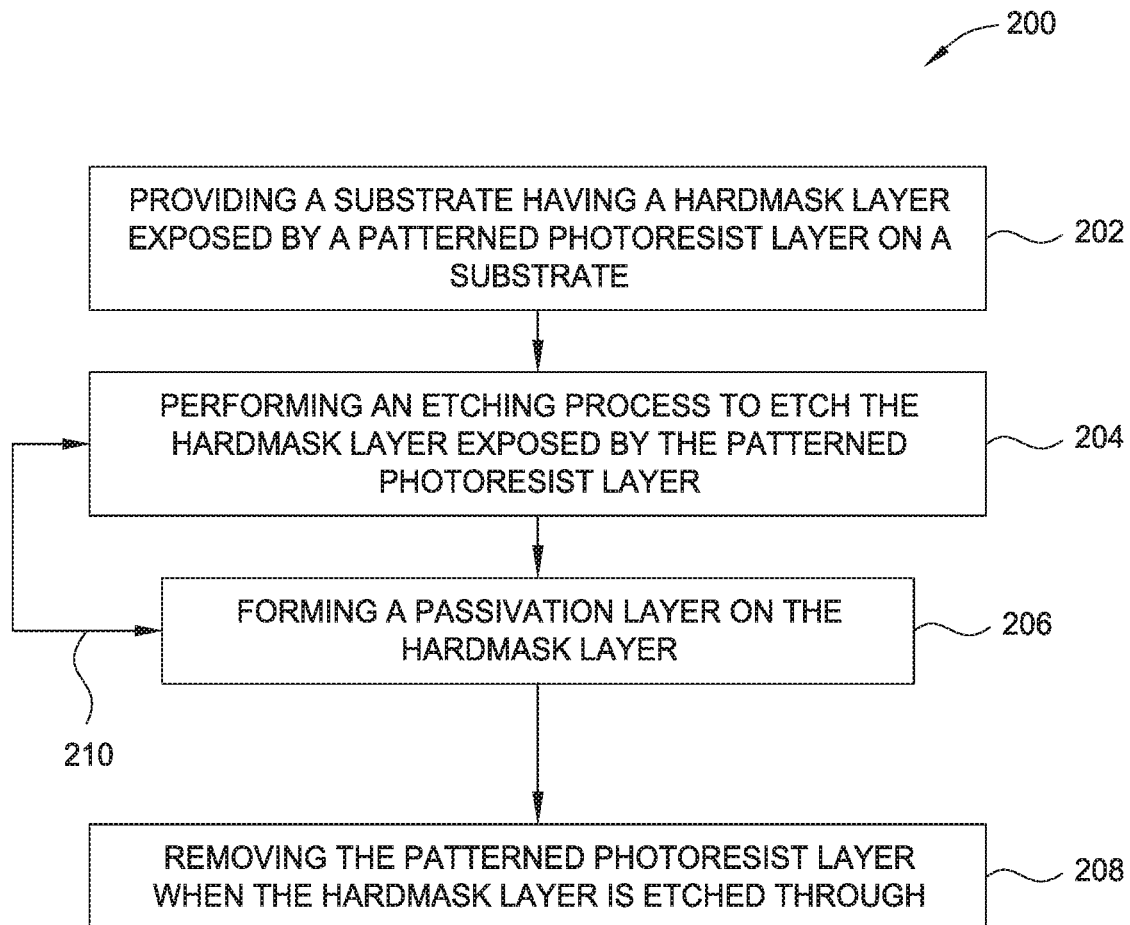 200
PROVIDING A SUBSTRATE HAVING A HARDMASK LAYER
EXPOSED BY A PATTERNED PHOTORESIST LAYER ON A
SUBSTRATE
202
PERFORMING AN ETCHING PROCESS TO ETCH THE
HARDMASK LAYER EXPOSED BY THE PATTERNED
PHOTORESIST LAYER
204
FORMING A PASSIVATION LAYER ON THE
HARDMASK LAYER
206
210
REMOVING THE PATTERNED PHOTORESIST LAYER
WHEN THE HARDMASK LAYER IS ETCHED THROUGH
208